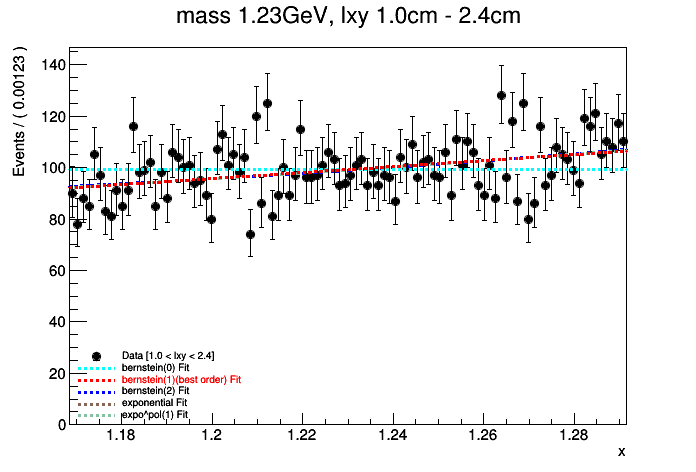 mass 1.23GeV, lxy 1.0cm - 2.4cm
Events / ( 0.00123 )
140
120
100
80
60
40
20
0
Data [1.0 < lxy < 2.4]
bernstein(0) Fit
bernstein(1)(best order) Fit
bernstein(2) Fit
exponential Fit
expo^pol(1) Fit
1.18 1.2 1.22 1.24 1.26 1.28
x